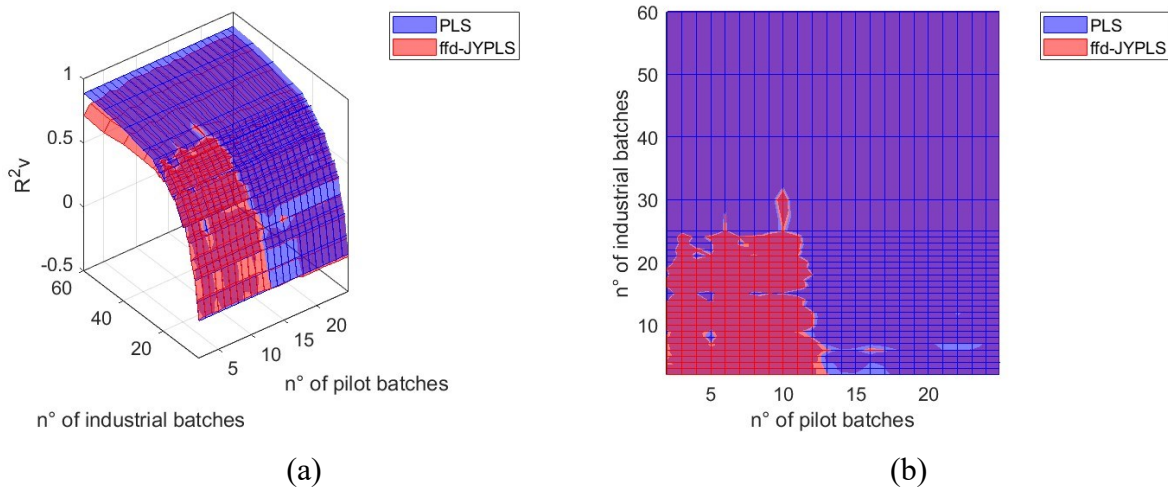 PLS
ffd-JYPLS
1
0.5
0
-0.5
R²v
60
40
20
5
10
15
20
n° of pilot batches
n° of industrial batches
(a)
PLS
ffd-JYPLS
60
50
40
30
20
10
n° of industrial batches
5
10
15
20
n° of pilot batches
(b)